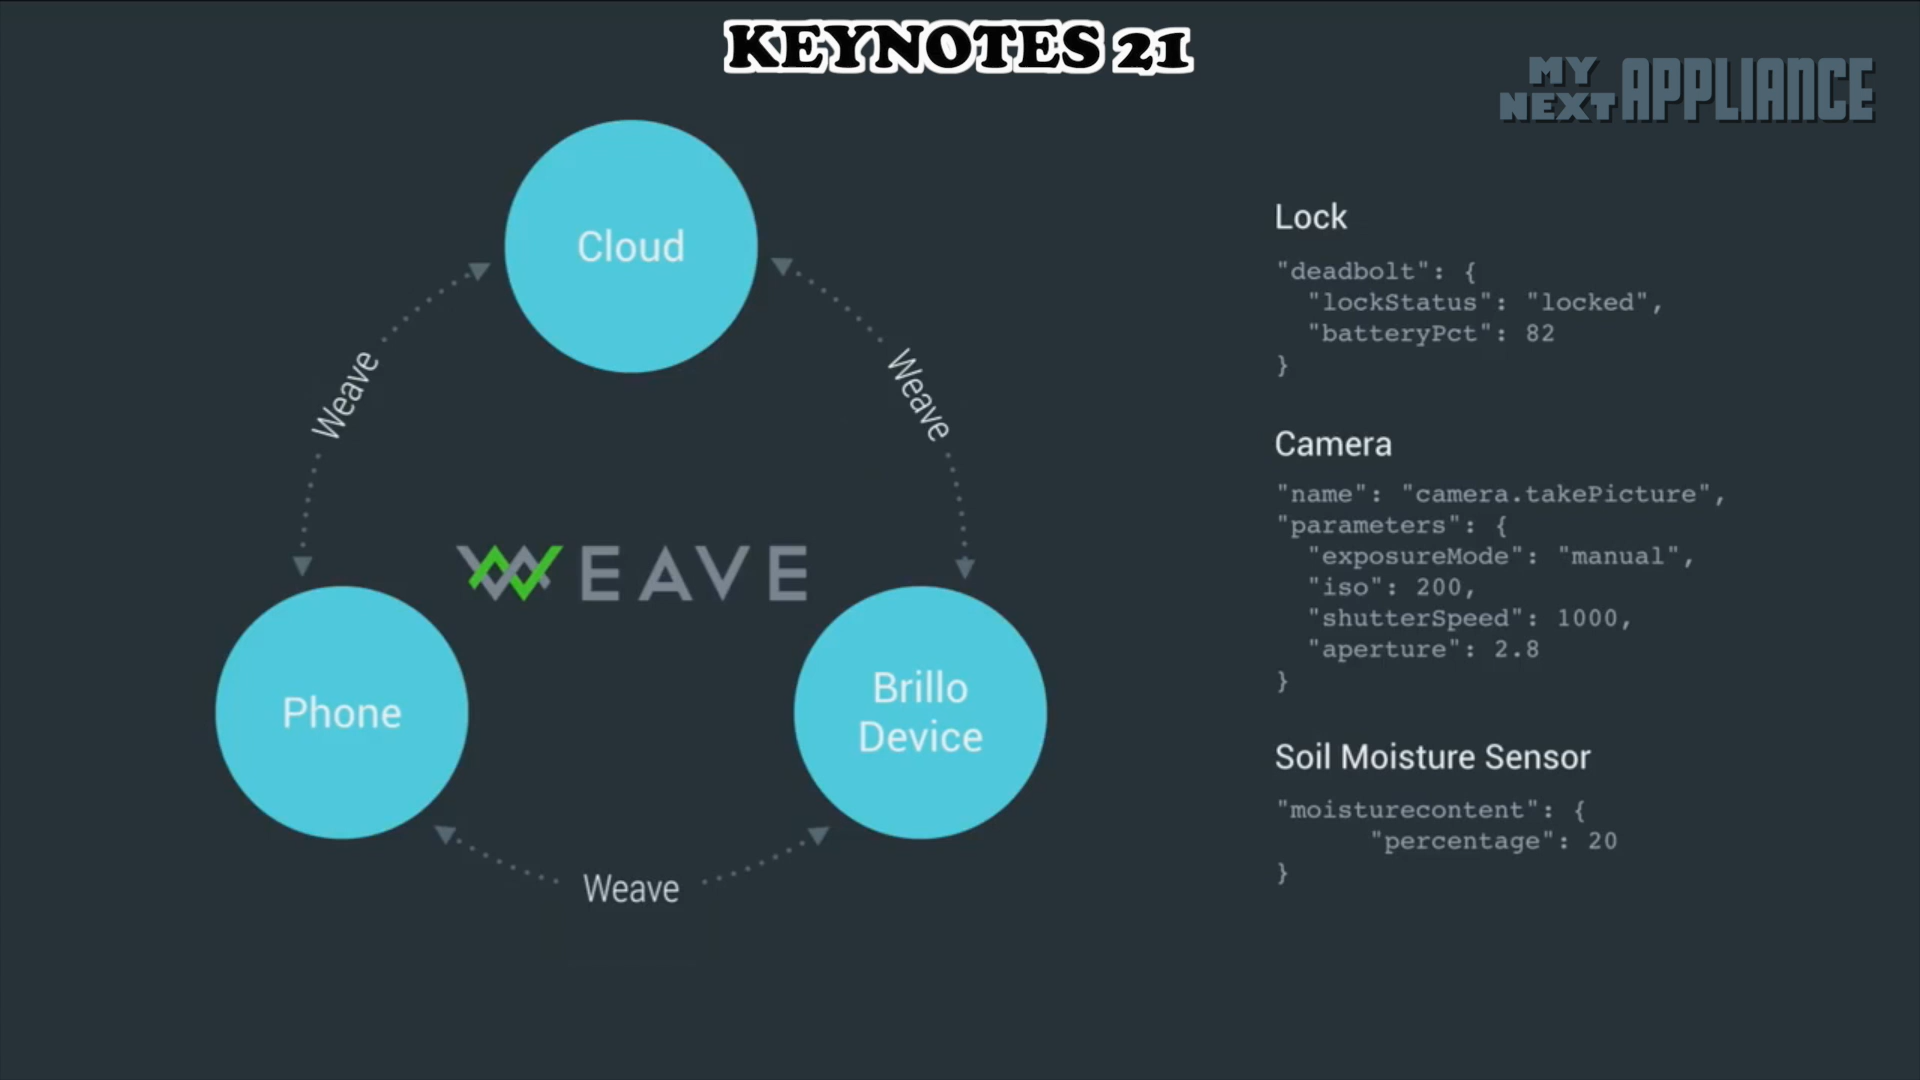 KEYNOTES 21
MY NEXT APPLIANCE
Cloud
Weave
Weave
WEAVE
Phone
Brillo
Device
Weave
Lock
"deadbolt": {
  "lockStatus": "locked",
  "batteryPct": 82
}
Camera
"name": "camera.takePicture",
"parameters": {
  "exposureMode": "manual",
  "iso": 200,
  "shutterSpeed": 1000,
  "aperture": 2.8
}
Soil Moisture Sensor
"moisturecontent": {
      "percentage": 20
}